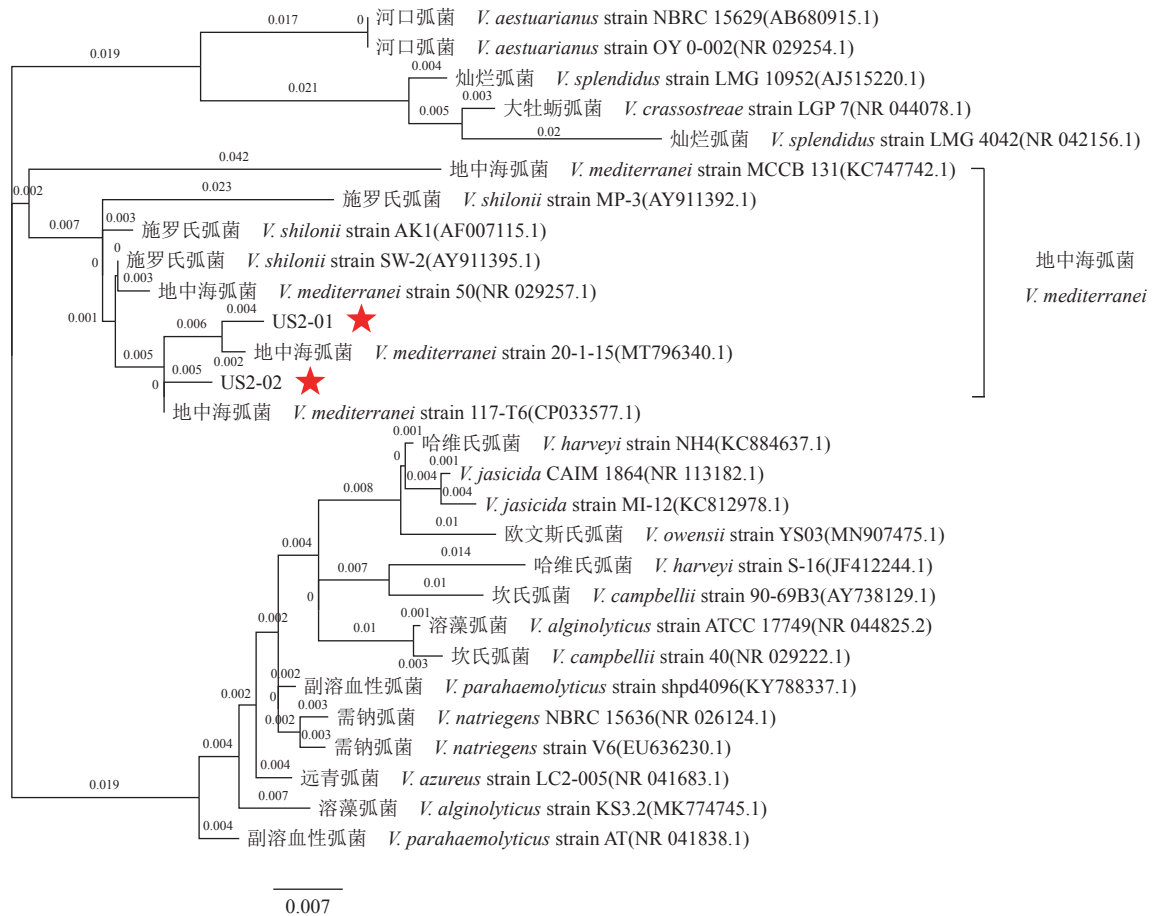 0.017
0
河口弧菌 V. aestuarianus strain NBRC 15629(AB680915.1)
河口弧菌 V. aestuarianus strain OY 0-002(NR 029254.1)
0.019
0.004
灿烂弧菌 V. splendidus strain LMG 10952(AJ515220.1)
0.021
0.003
大牡蛎弧菌 V. crassostreae strain LGP 7(NR 044078.1)
0.005
0.02
灿烂弧菌 V. splendidus strain LMG 4042(NR 042156.1)
0.042
地中海弧菌 V. mediterranei strain MCCB 131(KC747742.1)
0.002
0.023
施罗氏弧菌 V. shilonii strain MP-3(AY911392.1)
0.007
0.003
施罗氏弧菌 V. shilonii strain AK1(AF007115.1)
0
0
施罗氏弧菌 V. shilonii strain SW-2(AY911395.1)
0.003
地中海弧菌 V. mediterranei strain 50(NR 029257.1)
地中海弧菌
V. mediterranei
0.001
0.004
US2-01
0.006
0.002
地中海弧菌 V. mediterranei strain 20-1-15(MT796340.1)
0.005
0.005
US2-02
0
地中海弧菌 V. mediterranei strain 117-T6(CP033577.1)
0.001
哈维氏弧菌 V. harveyi strain NH4(KC884637.1)
0
0.001
V. jasicida CAIM 1864(NR 113182.1)
0.004
0.004
V. jasicida strain MI-12(KC812978.1)
0.008
0.01
欧文斯氏弧菌 V. owensii strain YS03(MN907475.1)
0.004
0.014
哈维氏弧菌 V. harveyi strain S-16(JF412244.1)
0.007
0.01
坎氏弧菌 V. campbellii strain 90-69B3(AY738129.1)
0
0.001
溶藻弧菌 V. alginolyticus strain ATCC 17749(NR 044825.2)
0.01
0.003
坎氏弧菌 V. campbellii strain 40(NR 029222.1)
0.002
0.002
副溶血性弧菌 V. parahaemolyticus strain shpd4096(KY788337.1)
0
0.003
需钠弧菌 V. natriegens NBRC 15636(NR 026124.1)
0.002
0.003
需钠弧菌 V. natriegens strain V6(EU636230.1)
0.002
0.004
远青弧菌 V. azureus strain LC2-005(NR 041683.1)
0.004
0.007
溶藻弧菌 V. alginolyticus strain KS3.2(MK774745.1)
0.019
0.004
副溶血性弧菌 V. parahaemolyticus strain AT(NR 041838.1)
0.007